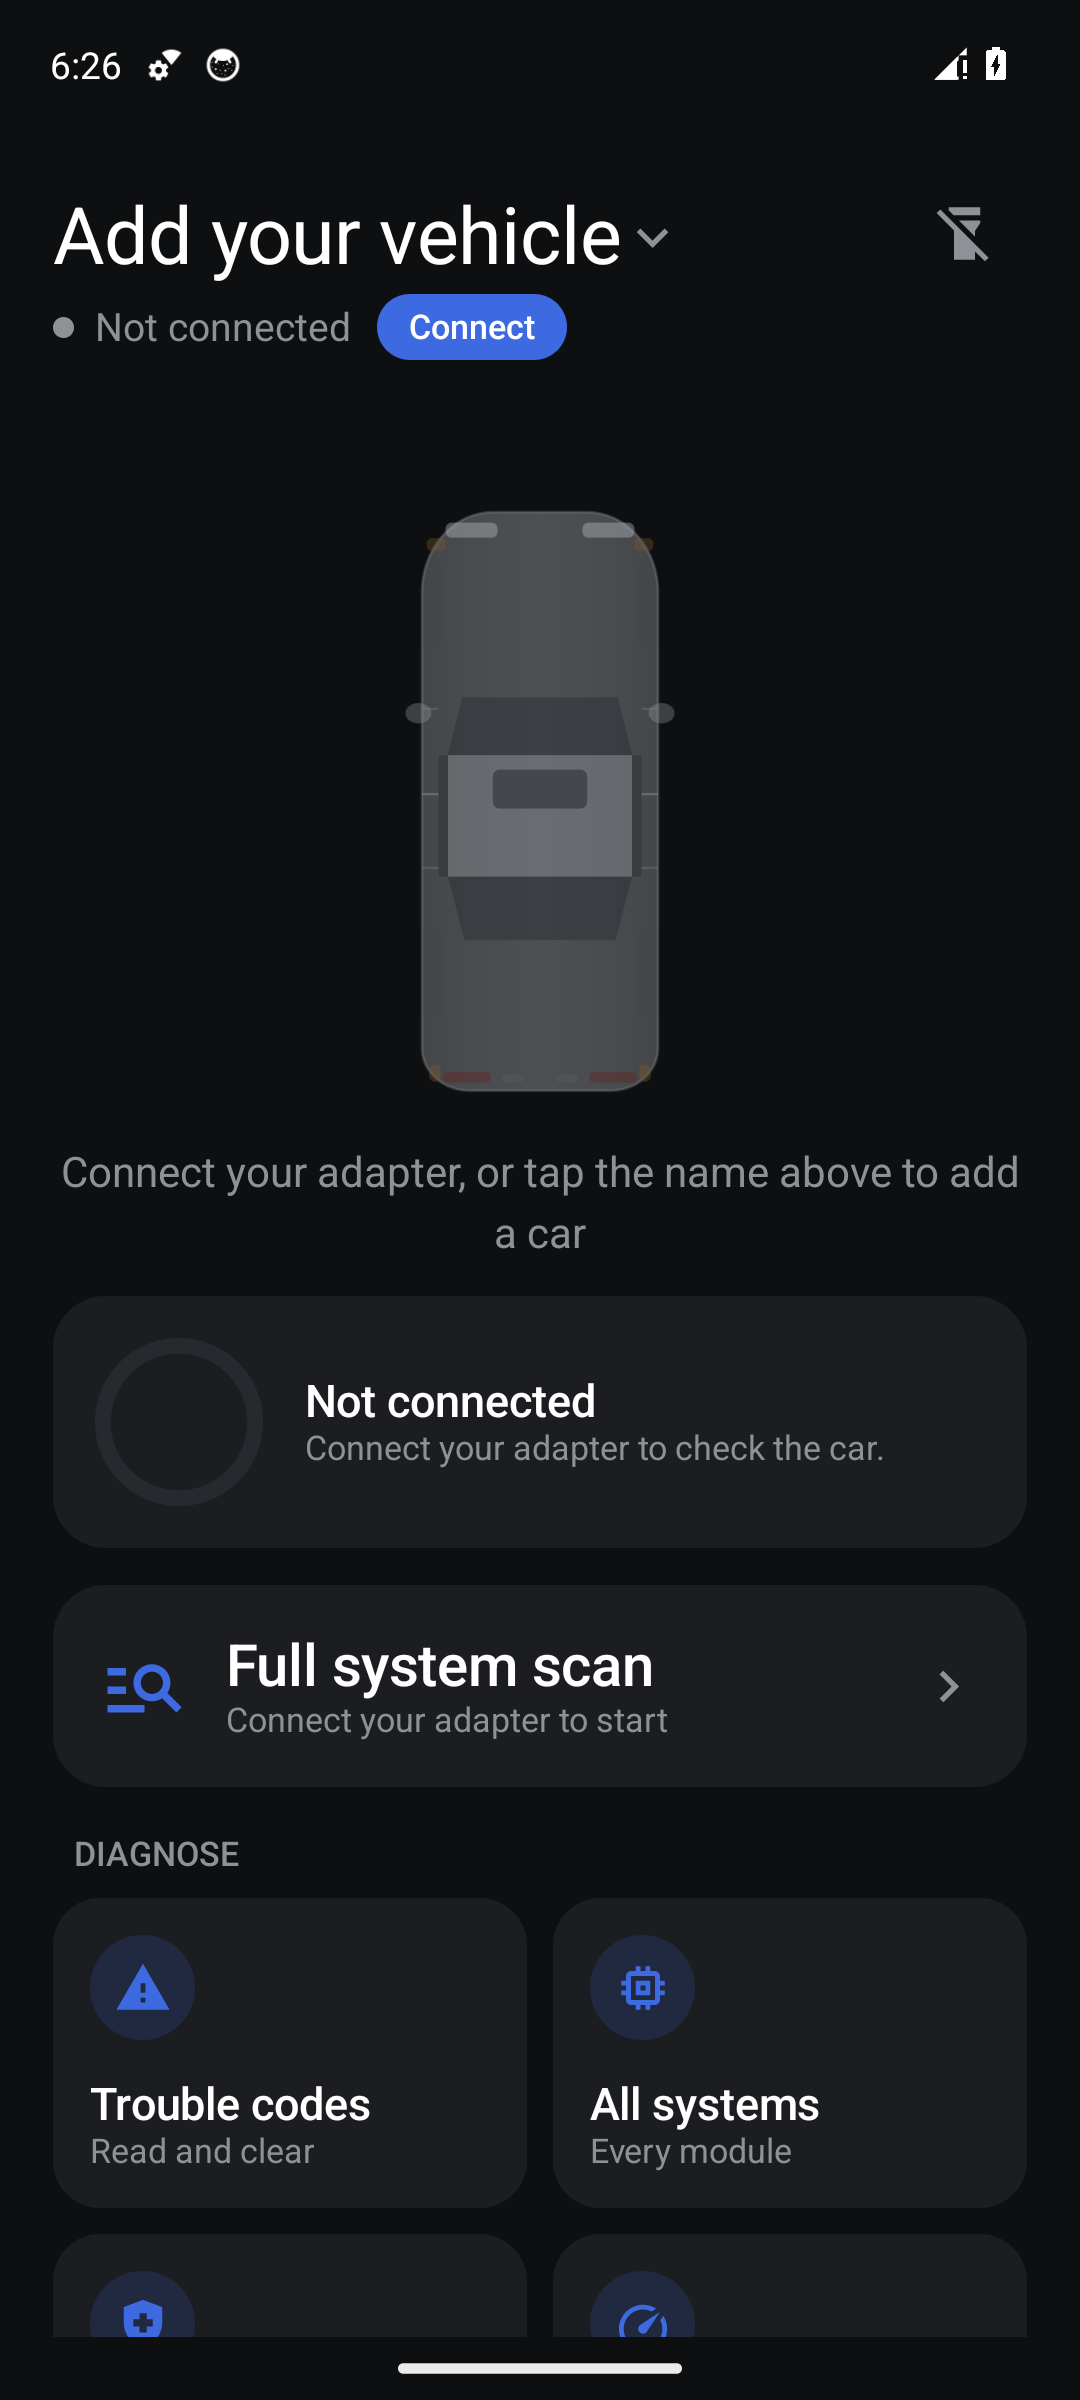 6:26
Add your vehicle
Not connected
Connect
Connect your adapter, or tap the name above to add
a car
Not connected
Connect your adapter to check the car.
Full system scan
Connect your adapter to start
DIAGNOSE
Trouble codes
Read and clear
All systems
Every module